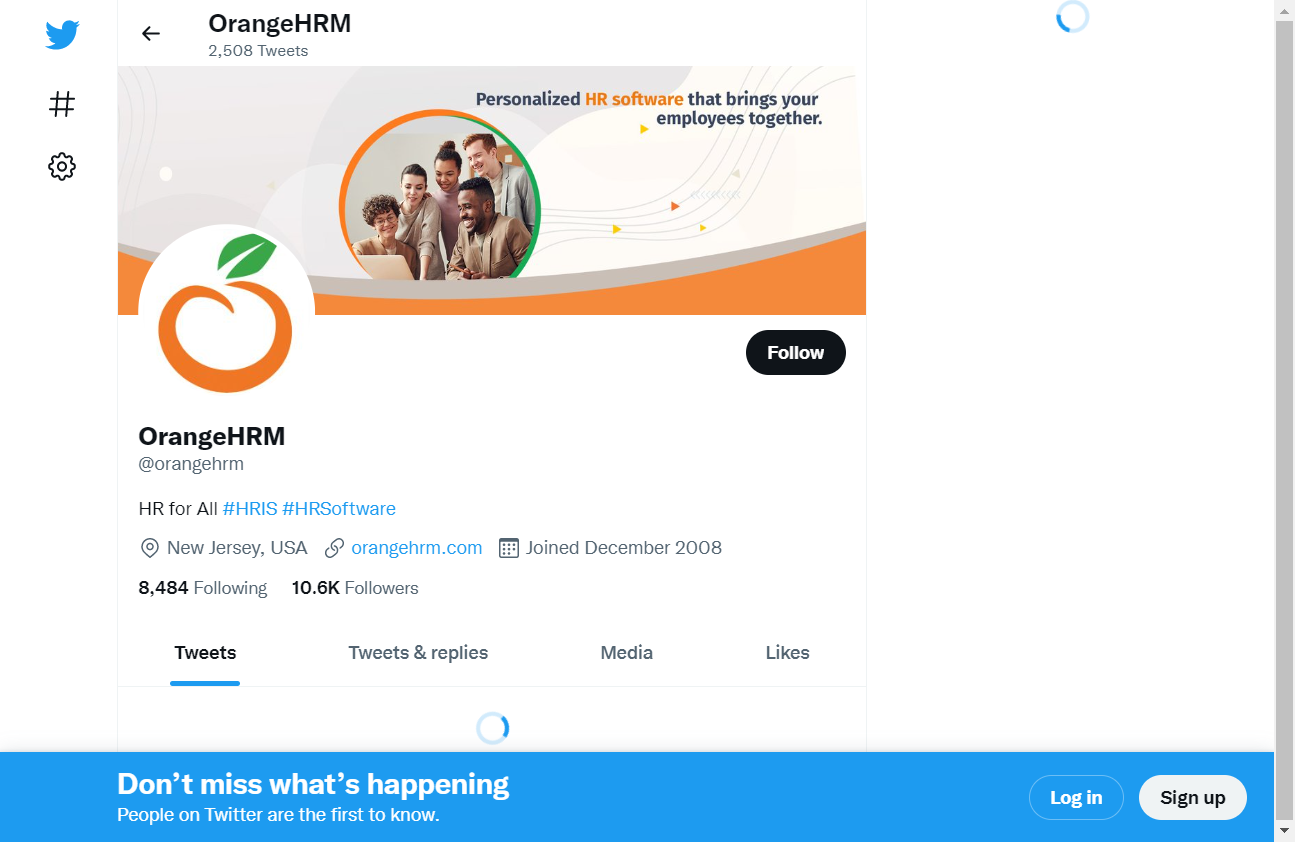 OrangeHRM
2,508 Tweets
Personalized HR software that brings your
employees together.
Follow
OrangeHRM
@orangehrm
HR for All #HRIS #HRSoftware
New Jersey, USA orangehrm.com Joined December 2008
8,484 Following 10.6K Followers
Tweets Tweets & replies Media Likes
Don’t miss what’s happening
People on Twitter are the first to know.
Log in Sign up